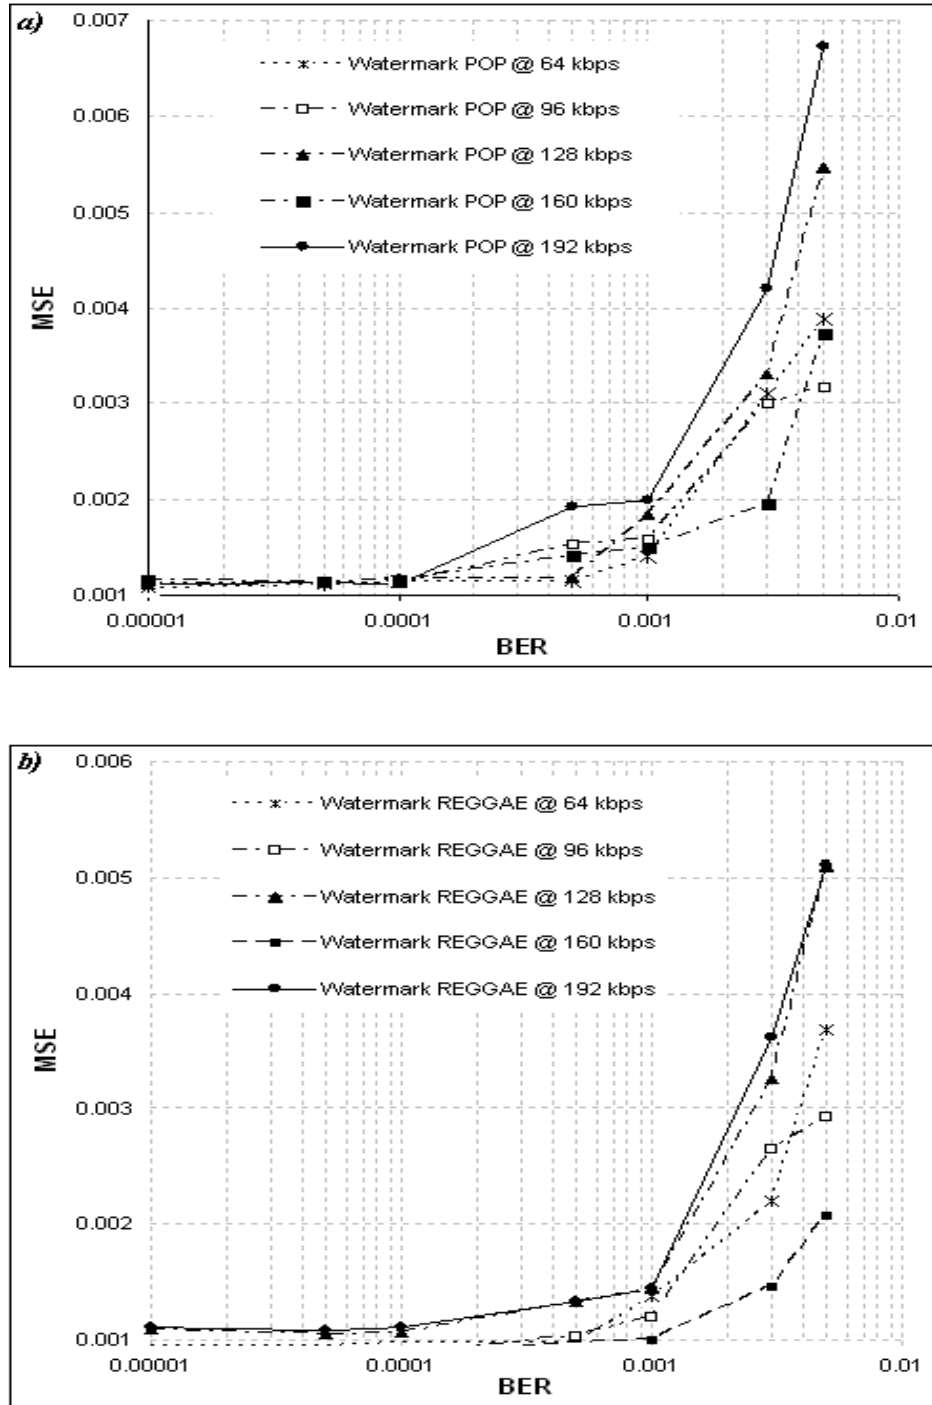 a)
0.007
0.006
0.005
0.004
0.003
0.002
0.001
MSE
Watermark POP @ 64 kbps
Watermark POP @ 96 kbps
Watermark POP @ 128 kbps
Watermark POP @ 160 kbps
Watermark POP @ 192 kbps
0.00001 0.0001 0.001 0.01
BER
b)
0.006
0.005
0.004
0.003
0.002
0.001
MSE
Watermark REGGAE @ 64 kbps
Watermark REGGAE @ 96 kbps
Watermark REGGAE @ 128 kbps
Watermark REGGAE @ 160 kbps
Watermark REGGAE @ 192 kbps
0.00001 0.0001 0.001 0.01
BER